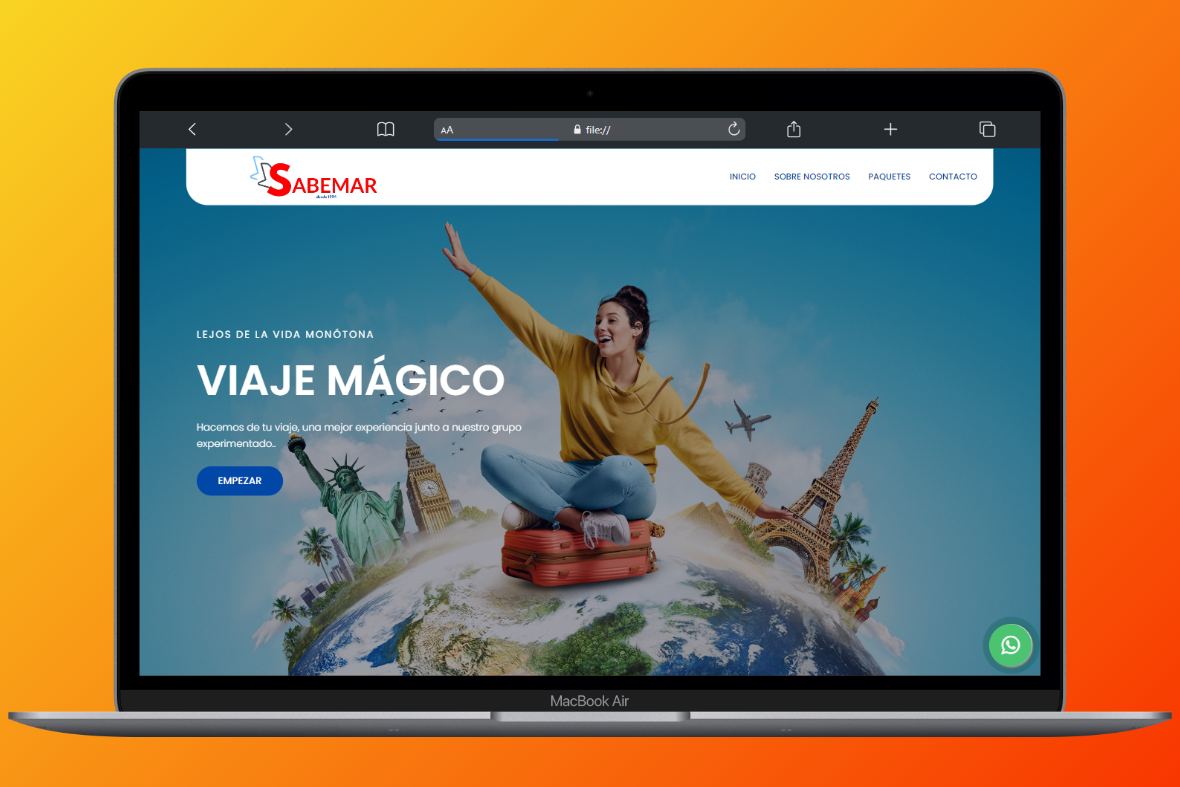 AA file://
SABEMAR
INICIO SOBRE NOSOTROS PAQUETES CONTACTO
LEJOS DE LA VIDA MONÓTONA
VIAJE MÁGICO
Hacemos de tu viaje, una mejor experiencia junto a nuestro grupo
experimentado..
EMPEZAR
MacBook Air